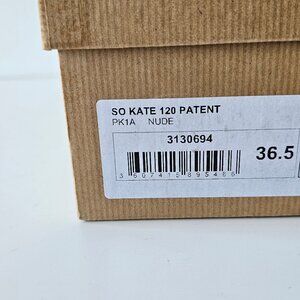 SO KATE 120 PATENT
PK1A NUDE
3130694
36.5